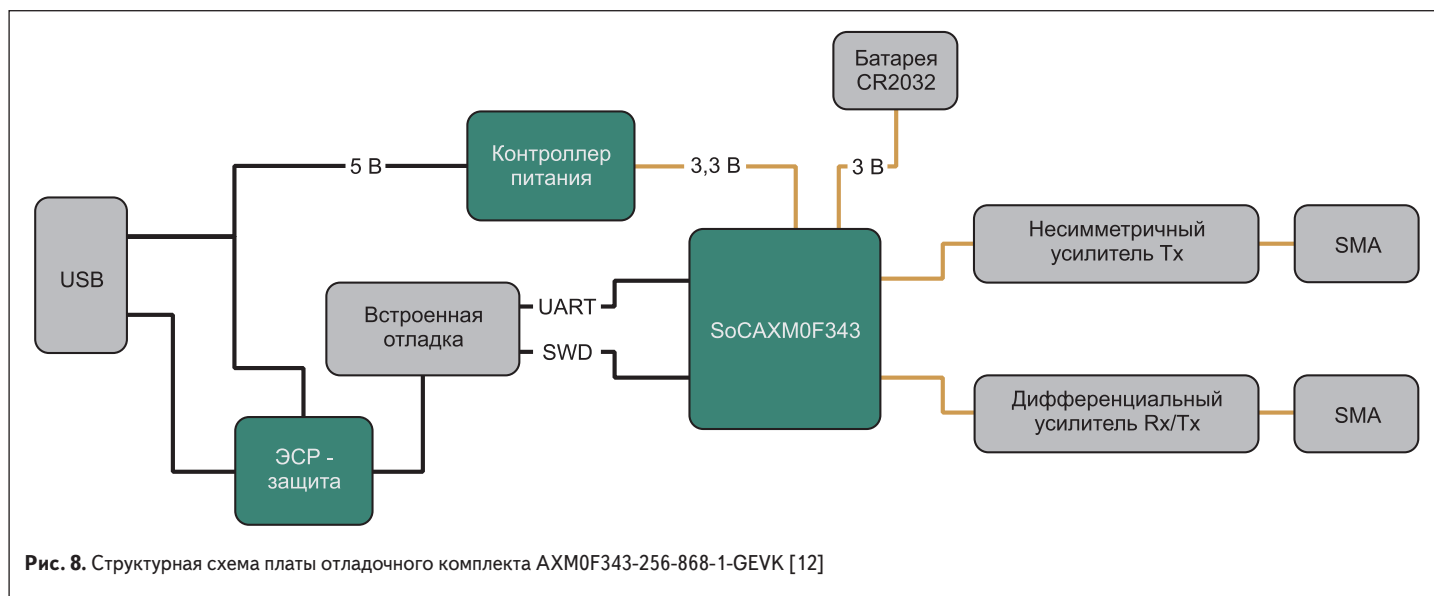 Батарея
CR2032
Контроллер
питания
5 В
3,3 В
3 В
USB
Встроенная
отладка
UART
SWD
SoCAXM0F343
Несимметричный
усилитель Tx
SMA
Дифференциальный
усилитель Rx/Tx
SMA
ЭСР -
защита
Рис. 8. Структурная схема платы отладочного комплекта AXM0F343-256-868-1-GEVK [12]